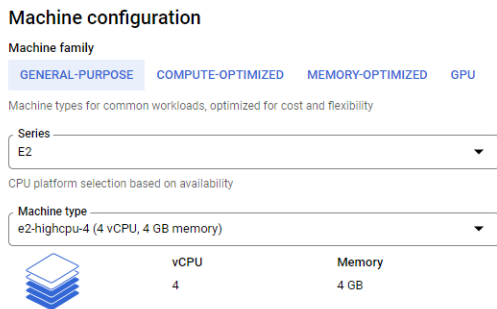 Machine configuration
Machine family
GENERAL-PURPOSE COMPUTE-OPTIMIZED MEMORY-OPTIMIZED GPU
Machine types for common workloads, optimized for cost and flexibility
Series
E2
CPU platform selection based on availability
Machine type
e2-highcpu-4 (4 vCPU, 4 GB memory)
vCPU Memory
4 4 GB